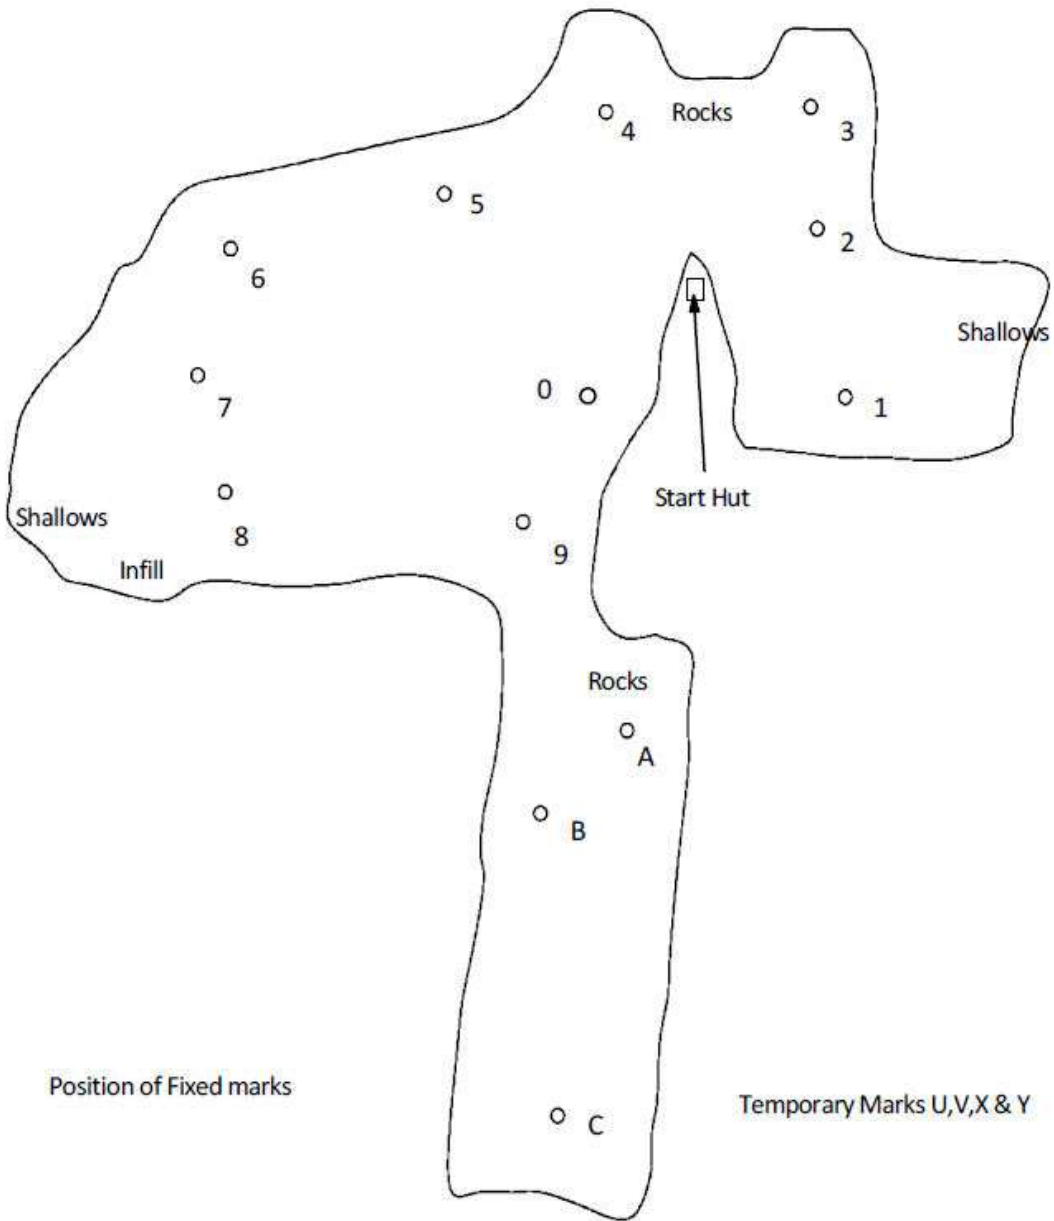 4
Rocks
3
5
2
6
Shallows
0
7
1
Start Hut
Shallows
8
9
Infill
Rocks
A
B
Position of Fixed marks
Temporary Marks U,V,X & Y
C